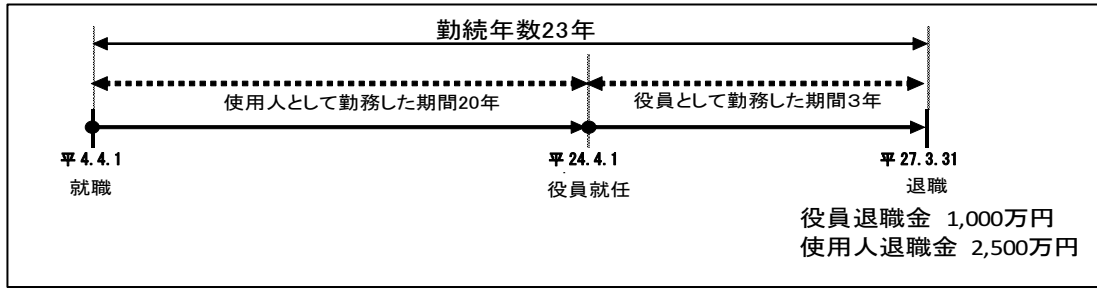 勤続年数23年
使用人として勤務した期間20年
役員として勤務した期間3年
平 4. 4. 1
平 24. 4. 1
平 27. 3. 31
就職
役員就任
退職
役員退職金 1,000万円
使用人退職金 2,500万円